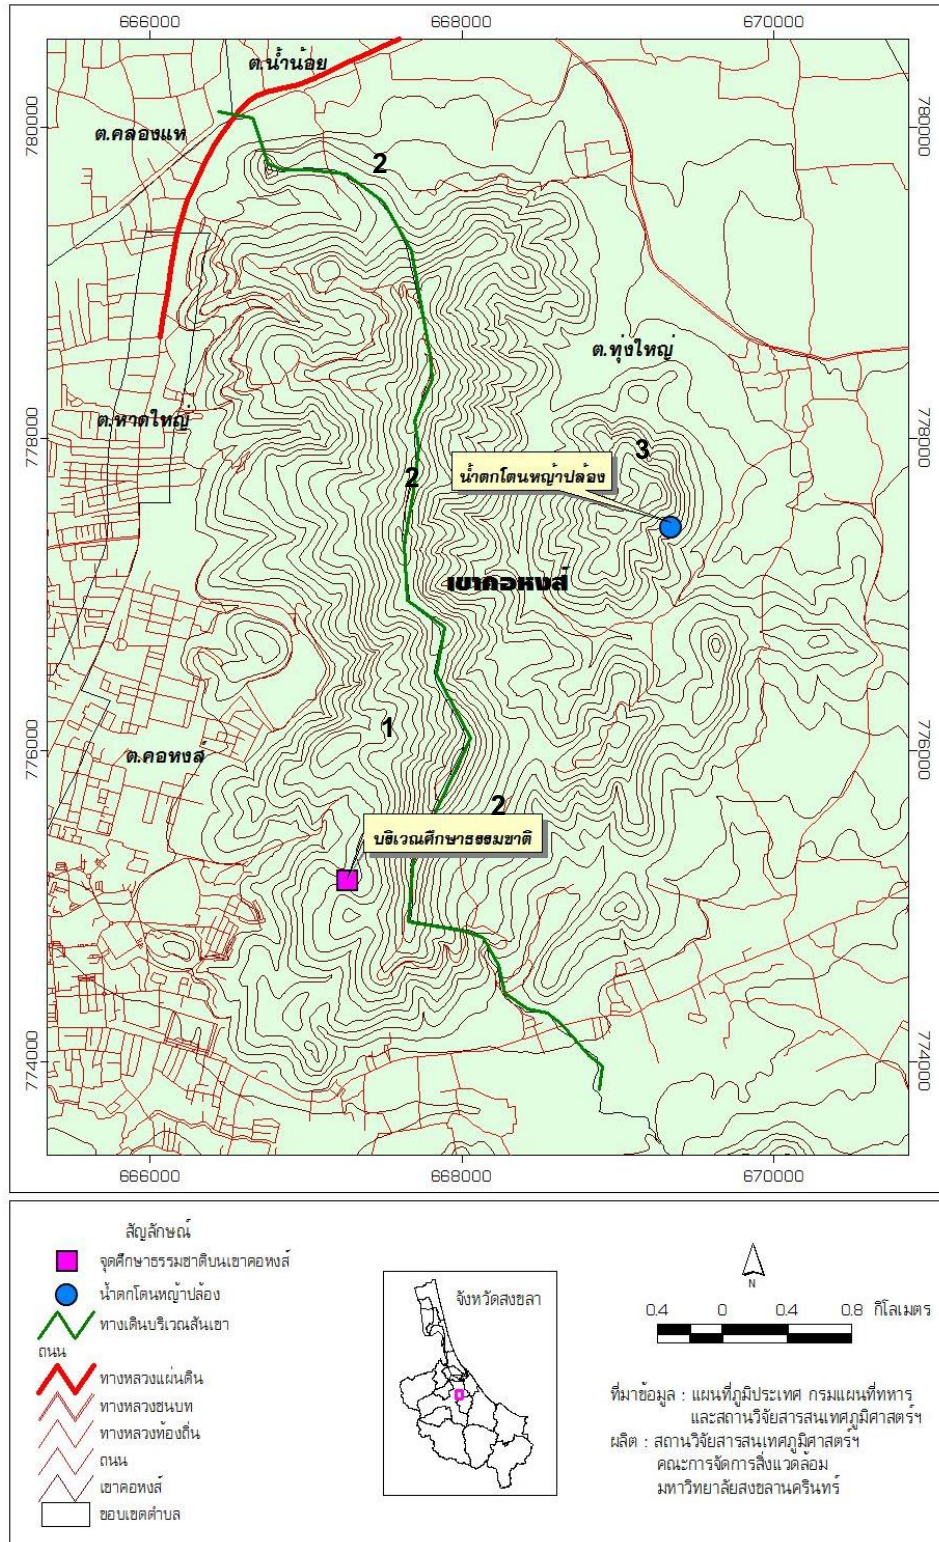 666000 668000 670000
ต.น้ำน้อย
780000 780000
ต.คลองแห
2
ต.ทุ่งใหญ่
ต.หาดใหญ่
778000 778000
3
2
น้ำตกโตนหญ้าปล้อง
เขาคอหงส์
1
776000 776000
ต.คอหงส์
2
บริเวณศึกษาธรรมชาติ
774000 774000
666000 668000 670000
สัญลักษณ์
จุดศึกษาธรรมชาติบนเขาคอหงส์
น้ำตกโตนหญ้าปล้อง
ทางเดินบริเวณสันเขา
ถนน
ทางหลวงแผ่นดิน
ทางหลวงชนบท
ทางหลวงท้องถิ่น
ถนน
เขาคอหงส์
ขอบเขตตำบล
จังหวัดสงขลา
N
0.4 0 0.4 0.8 กิโลเมตร
ที่มาข้อมูล : แผนที่ภูมิประเทศ กรมแผนที่ทหาร
และสถานวิจัยสารสนเทศภูมิศาสตร์ฯ
ผลิต : สถานวิจัยสารสนเทศภูมิศาสตร์ฯ
คณะการจัดการสิ่งแวดล้อม
มหาวิทยาลัยสงขลานครินทร์